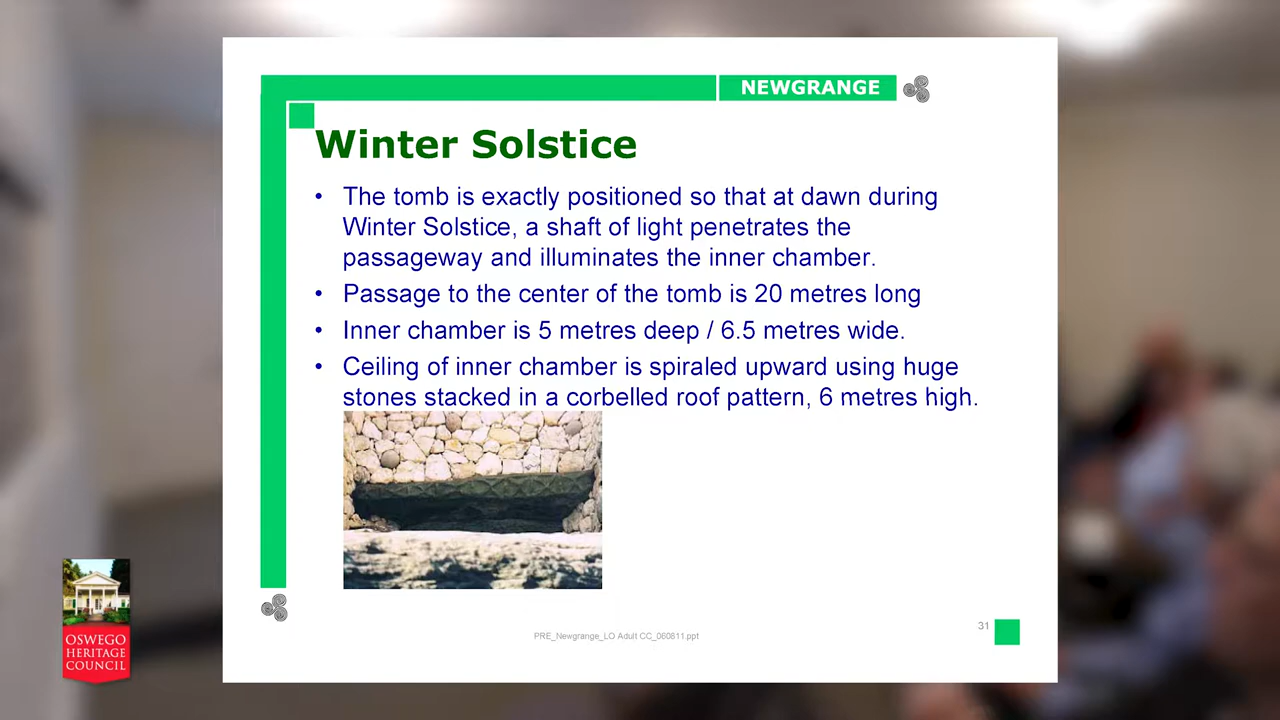 NEWGRANGE
Winter Solstice
• The tomb is exactly positioned so that at dawn during
Winter Solstice, a shaft of light penetrates the
passageway and illuminates the inner chamber.
• Passage to the center of the tomb is 20 metres long
• Inner chamber is 5 metres deep / 6.5 metres wide.
• Ceiling of inner chamber is spiraled upward using huge
stones stacked in a corbelled roof pattern, 6 metres high.
OSWEGO
HERITAGE
COUNCIL
PRE_Newgrange_LO Adult CC_060811.ppt
31